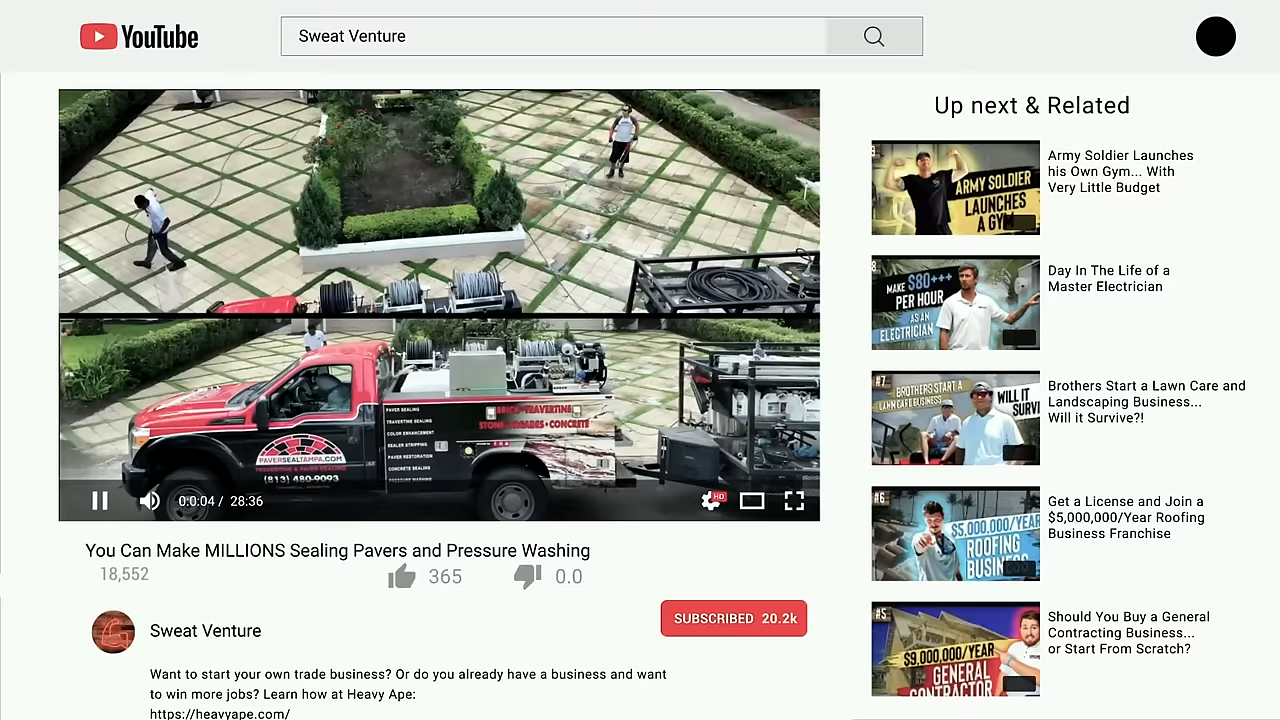 YouTube
Sweat Venture
Up next & Related
PAVER SEALING
TRAVERTINE SEALING
COLOR ENHANCEMENT
SEALER STRIPPING
PAVER RESTORATION
CONCRETE SEALING
PRESSURE WASHING
BRICK•TRAVERTINE
STONE•FACADES•CONCRETE
PAVERSEALTAMPA.COM
TRAVERTINE & PAVER SEALING
(813) 480-9093
0:0:04 / 28:36
HD
You Can Make MILLIONS Sealing Pavers and Pressure Washing
18,552
365
0.0
Sweat Venture
SUBSCRIBED 20.2k
Want to start your own trade business? Or do you already have a business and want
to win more jobs? Learn how at Heavy Ape:
https://heavyape.com/
ARMY SOLDIER
LAUNCHES
A GYM
Army Soldier Launches
his Own Gym... With
Very Little Budget
MAKE $80+++
PER HOUR
AS AN
ELECTRICIAN
Day In The Life of a
Master Electrician
#7
BROTHERS START A
LAWN CARE BUSINESS
WILL IT
SURVI
Brothers Start a Lawn Care and
Landscaping Business...
Will it Survive?!
#6
$5,000,000/YEAR
ROOFING
BUSINESS
Get a License and Join a
$5,000,000/Year Roofing
Business Franchise
#5
$9,000,000/YEAR
GENERAL
CONTRACTOR
Should You Buy a General
Contracting Business...
or Start From Scratch?